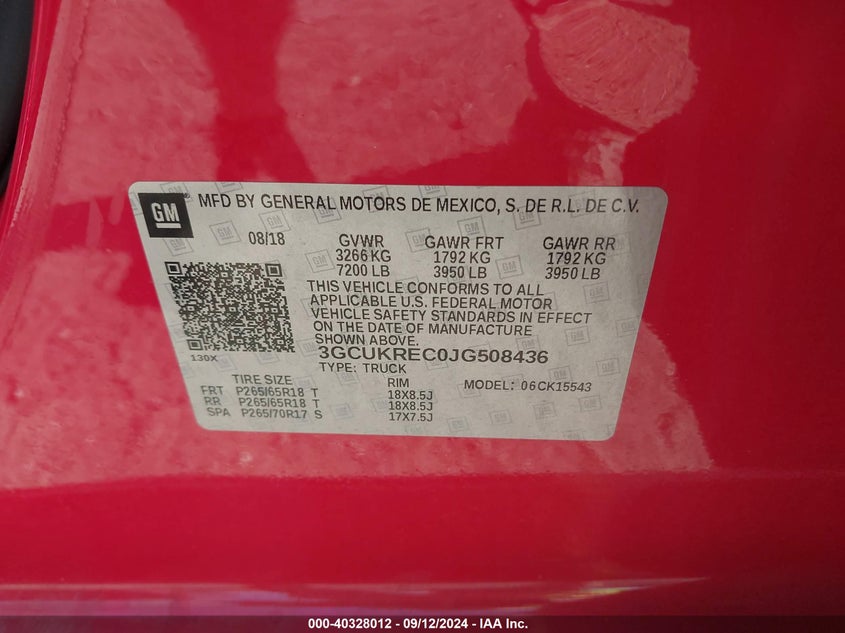 GM
MFD BY GENERAL MOTORS DE MEXICO, S. DE R.L. DE C.V.
08/18 GVWR GAWR FRT GAWR RR
3266 KG 1792 KG 1792 KG
7200 LB 3950 LB 3950 LB
THIS VEHICLE CONFORMS TO ALL
APPLICABLE U.S. FEDERAL MOTOR
VEHICLE SAFETY STANDARDS IN EFFECT
ON THE DATE OF MANUFACTURE
SHOWN ABOVE.
130X
3GCUKREC0JG508436
TYPE: TRUCK
TIRE SIZE RIM MODEL: 06CK15543
FRT P265/65R18 T 18X8.5J
RR P265/65R18 T 18X8.5J
SPA P265/70R17 S 17X7.5J
000-40328012 - 09/12/2024 - IAA Inc.